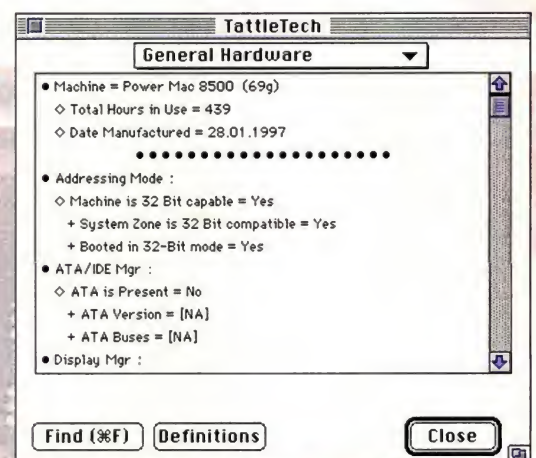 TattleTech
General Hardware
● Machine = Power Mac 8500 (69g)
◇ Total Hours in Use = 439
◇ Date Manufactured = 28.01.1997
● ● ● ● ● ● ● ● ● ● ● ● ● ● ● ● ● ● ● ●
● Addressing Mode :
◇ Machine is 32 Bit capable = Yes
+ System Zone is 32 Bit compatible = Yes
+ Booted in 32-Bit mode = Yes
● ATA/IDE Mgr :
◇ ATA is Present = No
+ ATA Version = [NA]
+ ATA Buses = [NA]
● Display Mgr :
Find (⌘F) Definitions Close